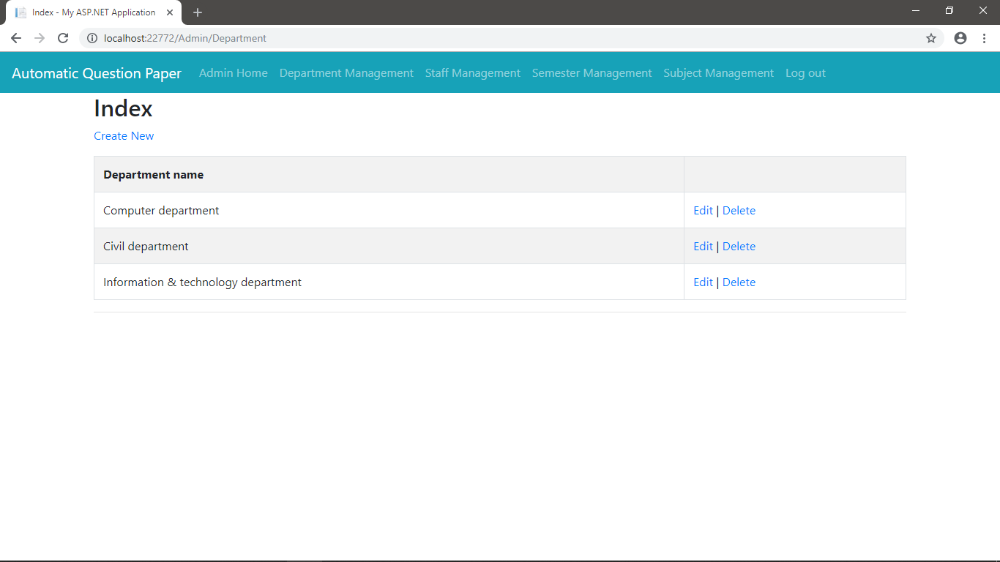 Index - My ASP.NET Application
localhost:22772/Admin/Department
Automatic Question Paper Admin Home Department Management Staff Management Semester Management Subject Management Log out
Index
Create New
Department name
Computer department Edit | Delete
Civil department Edit | Delete
Information & technology department Edit | Delete